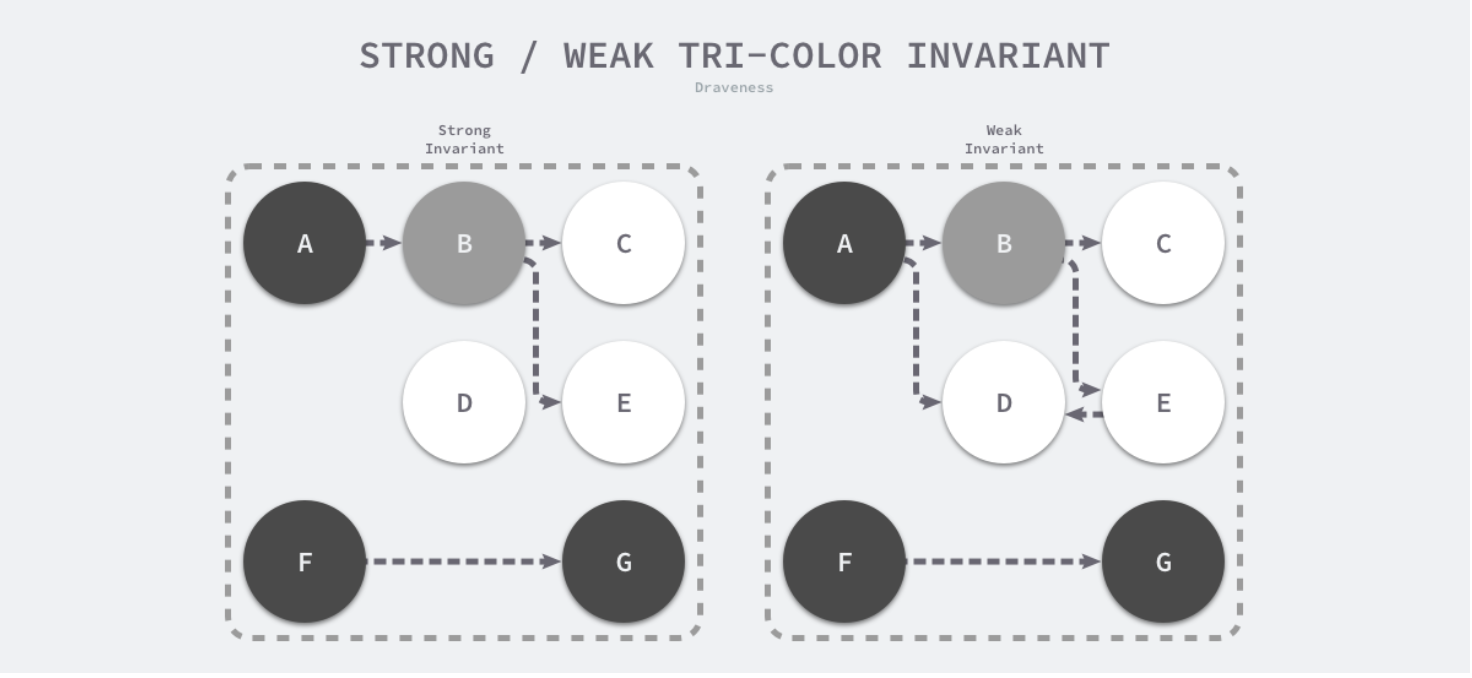 STRONG / WEAK TRI-COLOR INVARIANT
Draveness
Strong
Invariant
A
B
C
D
E
F
G
Weak
Invariant
A
B
C
D
E
F
G